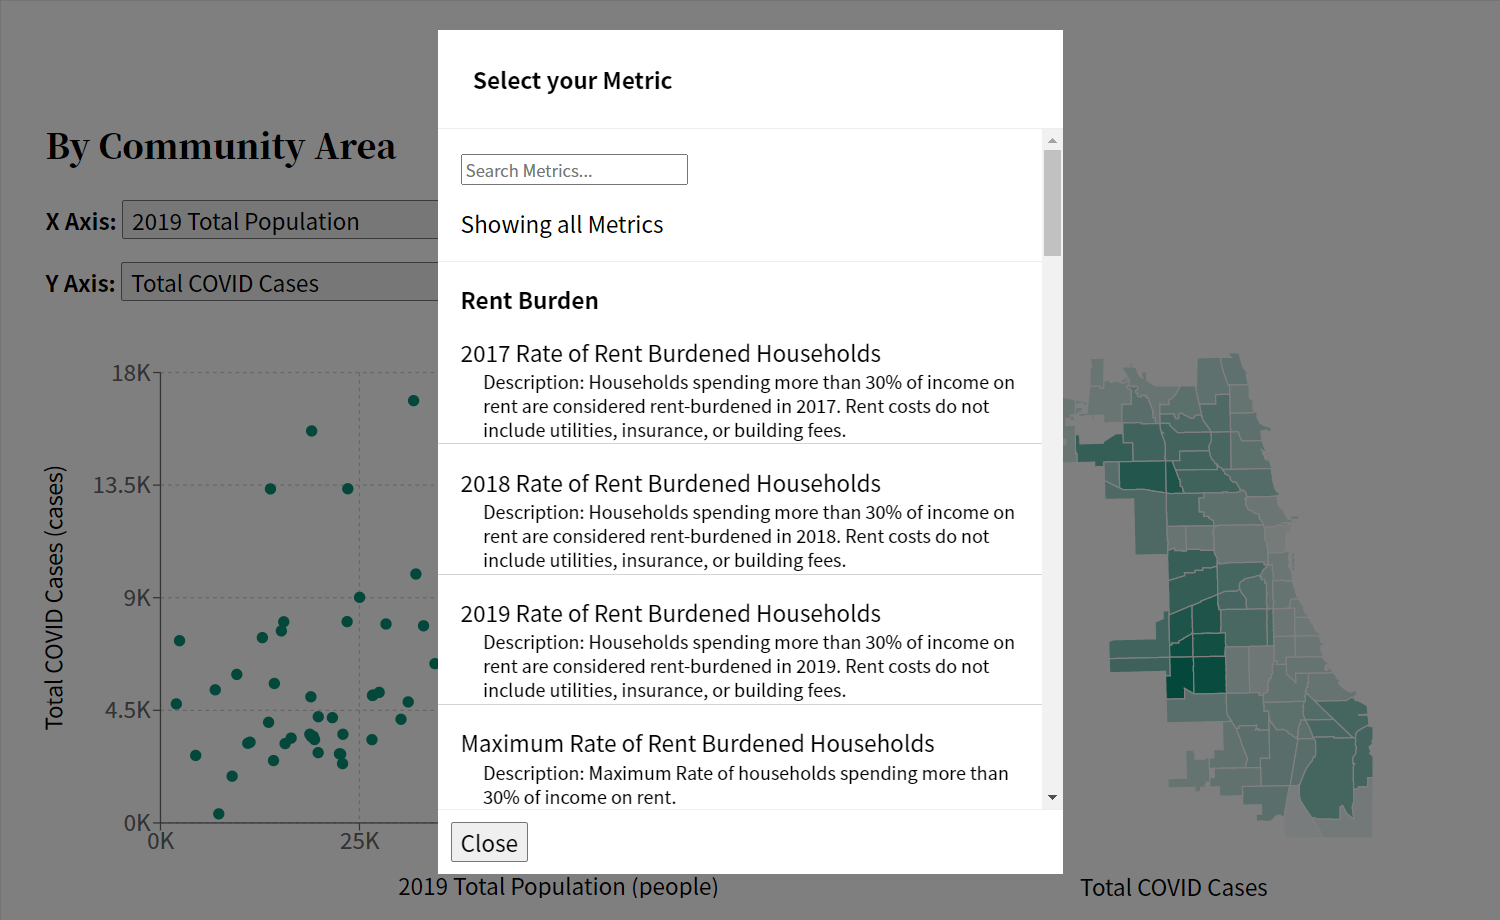 Select your Metric
Search Metrics...
Showing all Metrics
Rent Burden
2017 Rate of Rent Burdened Households
Description: Households spending more than 30% of income on
rent are considered rent-burdened in 2017. Rent costs do not
include utilities, insurance, or building fees.
2018 Rate of Rent Burdened Households
Description: Households spending more than 30% of income on
rent are considered rent-burdened in 2018. Rent costs do not
include utilities, insurance, or building fees.
2019 Rate of Rent Burdened Households
Description: Households spending more than 30% of income on
rent are considered rent-burdened in 2019. Rent costs do not
include utilities, insurance, or building fees.
Maximum Rate of Rent Burdened Households
Description: Maximum Rate of households spending more than
30% of income on rent.
Close
By Community Area
X Axis: 2019 Total Population
Y Axis: Total COVID Cases
Total COVID Cases (cases)
18K
13.5K
9K
4.5K
0K
0K
25K
2019 Total Population (people)
Total COVID Cases